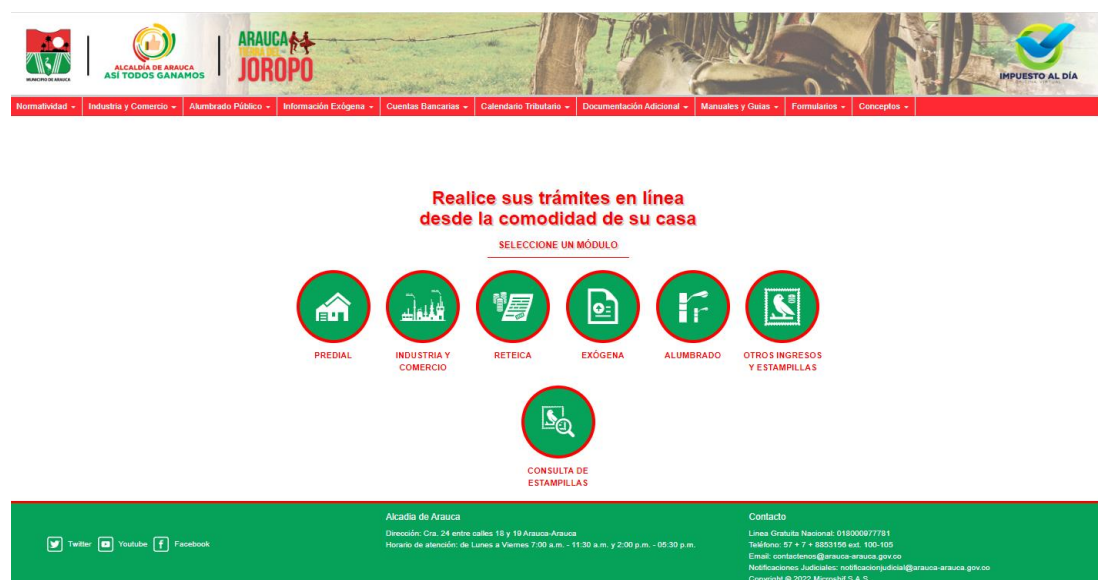 MUNICIPIO DE ARAUCA
ALCALDÍA DE ARAUCA
ASÍ TODOS GANAMOS
ARAUCA
TIERRA DEL
JOROPO
IMPUESTO AL DÍA
Normatividad
Industria y Comercio
Alumbrado Público
Información Exógena
Cuentas Bancarias
Calendario Tributario
Documentación Adicional
Manuales y Guias
Formularios
Conceptos
Realice sus trámites en línea
desde la comodidad de su casa
SELECCIONE UN MÓDULO
PREDIAL
INDUSTRIA Y
COMERCIO
RETEICA
EXÓGENA
ALUMBRADO
OTROS INGRESOS
Y ESTAMPILLAS
CONSULTA DE
ESTAMPILLAS
Twitter
Youtube
Facebook
Alcadía de Arauca
Dirección: Cra. 24 entre calles 18 y 19 Arauca-Arauca
Horario de atención: de Lunes a Viernes 7:00 a.m. - 11:30 a.m. y 2:00 p.m. - 05:30 p.m.
Contacto
Linea Gratuita Nacional: 018000977781
Teléfono: 57 + 7 + 8853156 ext. 100-105
Email: contactenos@arauca-arauca.gov.co
Notificaciones Judiciales: notificacionjudicial@arauca-arauca.gov.co
Copyright © 2022 Microshif S.A.S